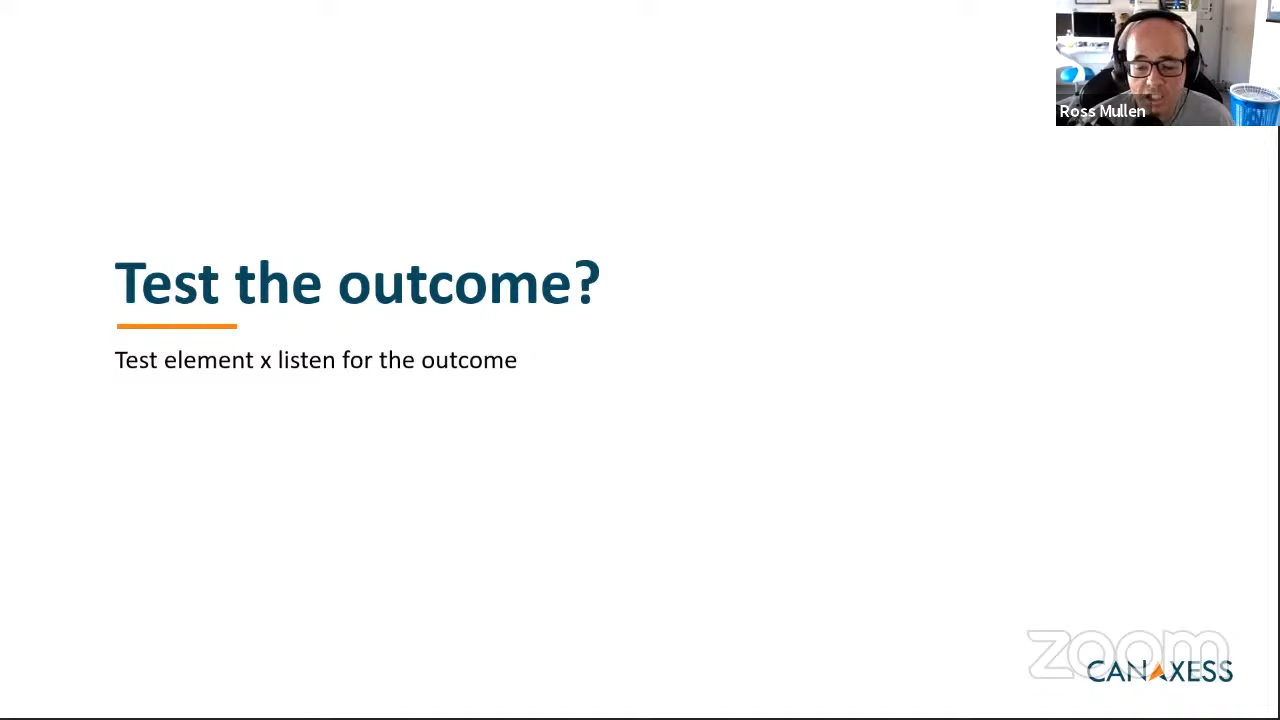 Ross Mullen
Test the outcome?
Test element x listen for the outcome
zoom
CANAXESS